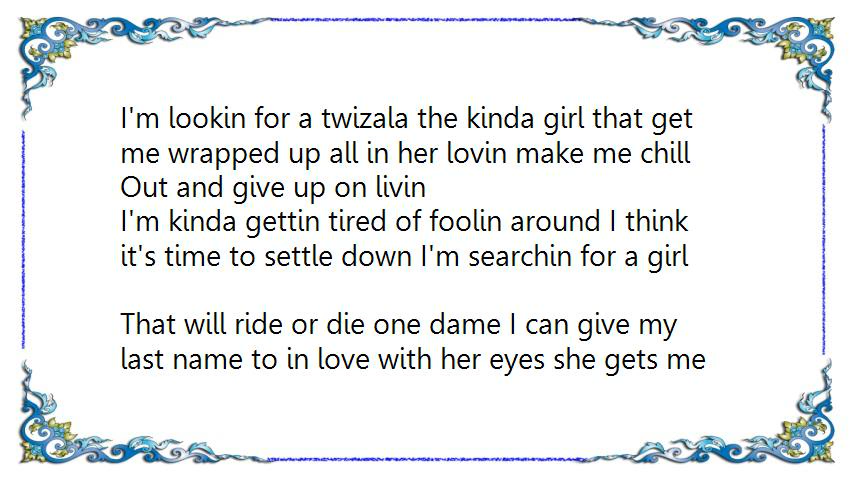 I'm lookin for a twizala the kinda girl that get
me wrapped up all in her lovin make me chill
Out and give up on livin
I'm kinda gettin tired of foolin around I think
it's time to settle down I'm searchin for a girl
That will ride or die one dame I can give my
last name to in love with her eyes she gets me